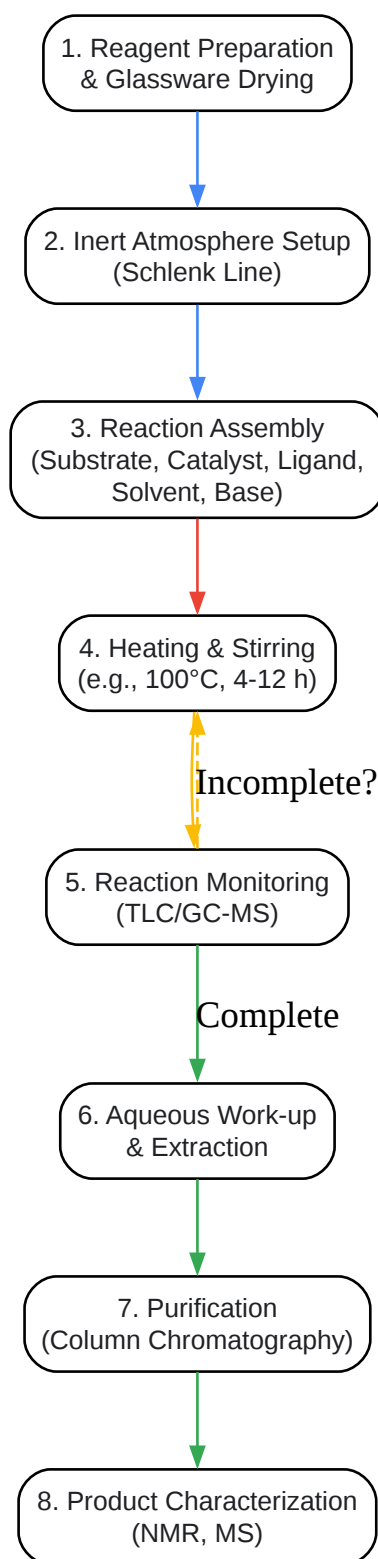 1. Reagent Preparation
& Glassware Drying
2. Inert Atmosphere Setup
(Schlenk Line)
3. Reaction Assembly
(Substrate, Catalyst, Ligand,
Solvent, Base)
4. Heating & Stirring
(e.g., 100°C, 4-12 h)
Incomplete?
5. Reaction Monitoring
(TLC/GC-MS)
Complete
6. Aqueous Work-up
& Extraction
7. Purification
(Column Chromatography)
8. Product Characterization
(NMR, MS)